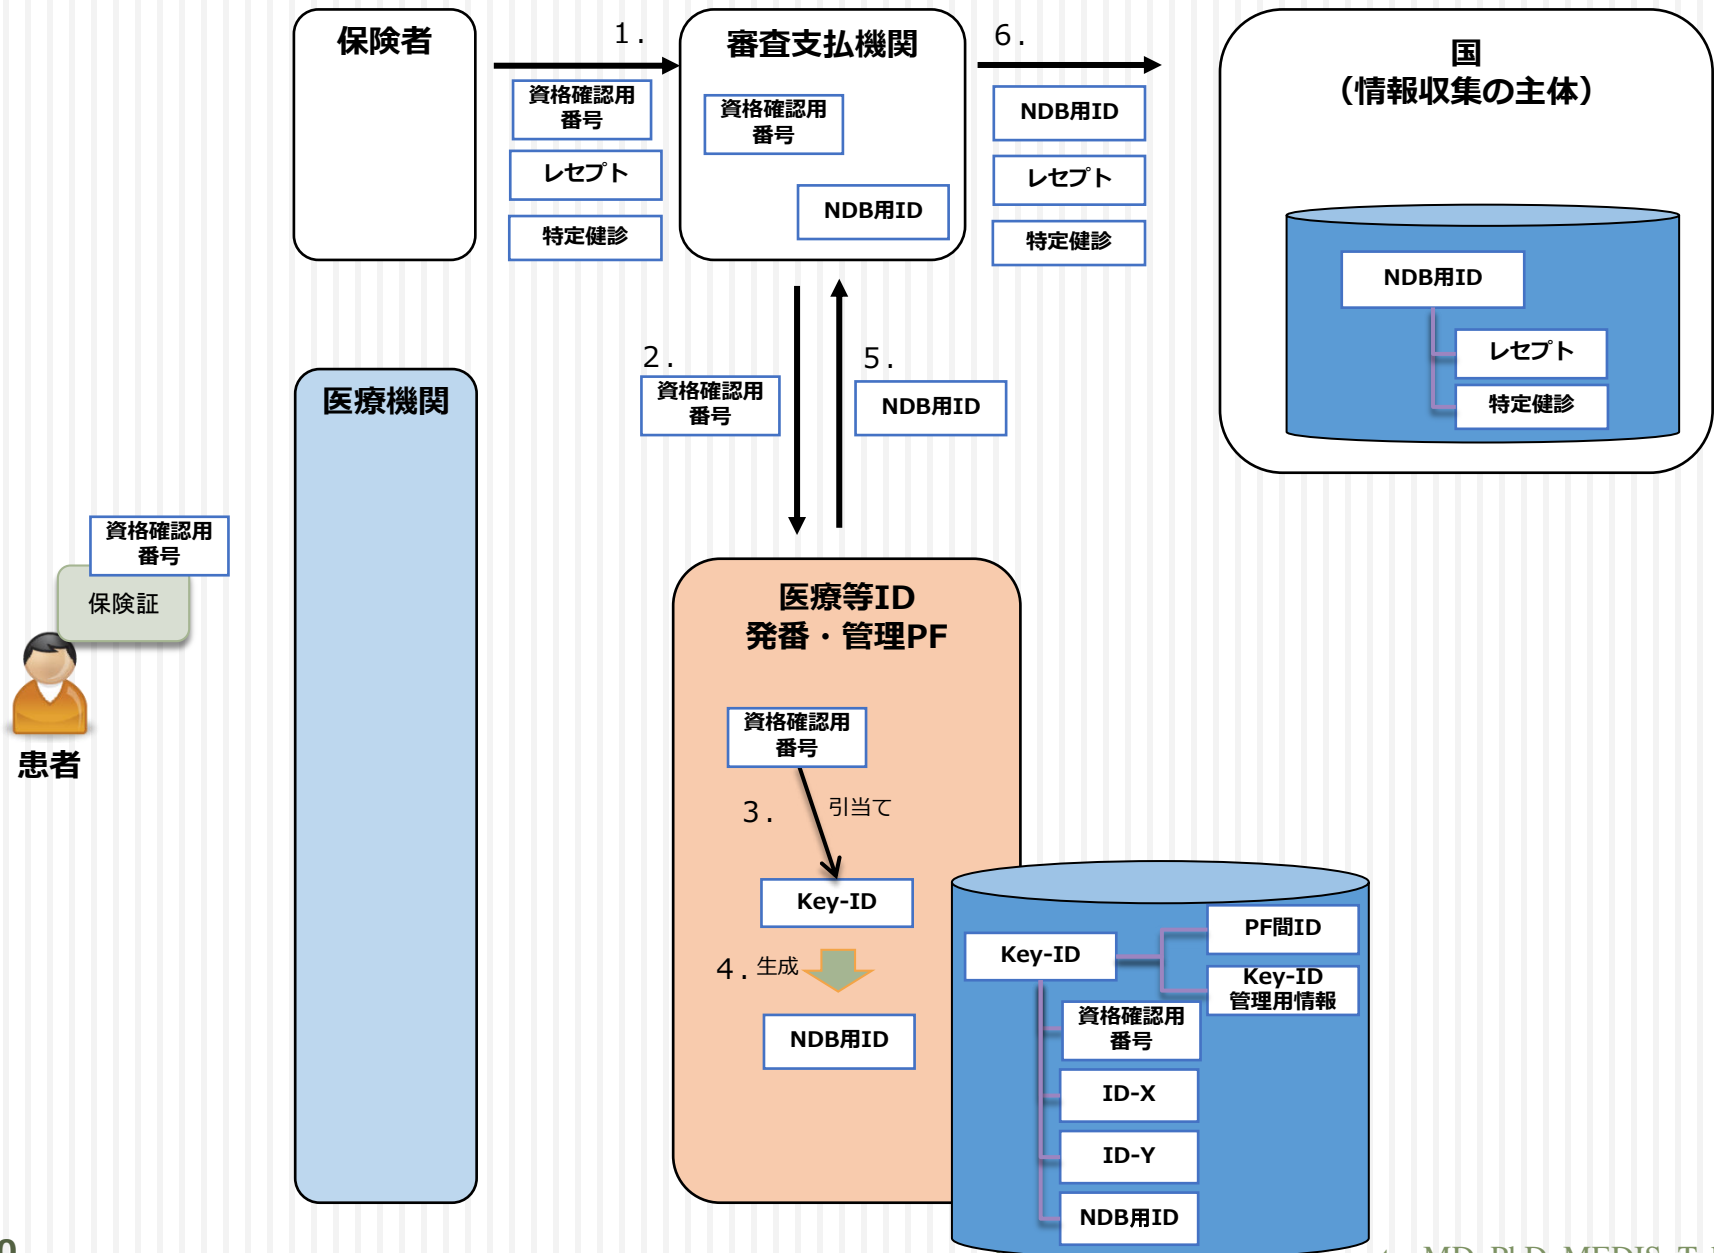 保険者
1.
資格確認用
番号
レセプト
特定健診
審査支払機関
資格確認用
番号
NDB用ID
6.
NDB用ID
レセプト
特定健診
国
（情報収集の主体）
NDB用ID
レセプト
特定健診
医療機関
2.
資格確認用
番号
5.
NDB用ID
資格確認用
番号
保険証
患者
医療等ID
発番・管理PF
資格確認用
番号
3.
引当て
Key-ID
4.
生成
NDB用ID
Key-ID
PF間ID
Key-ID
管理用情報
資格確認用
番号
ID-X
ID-Y
NDB用ID
MD, PhD, MEDIS